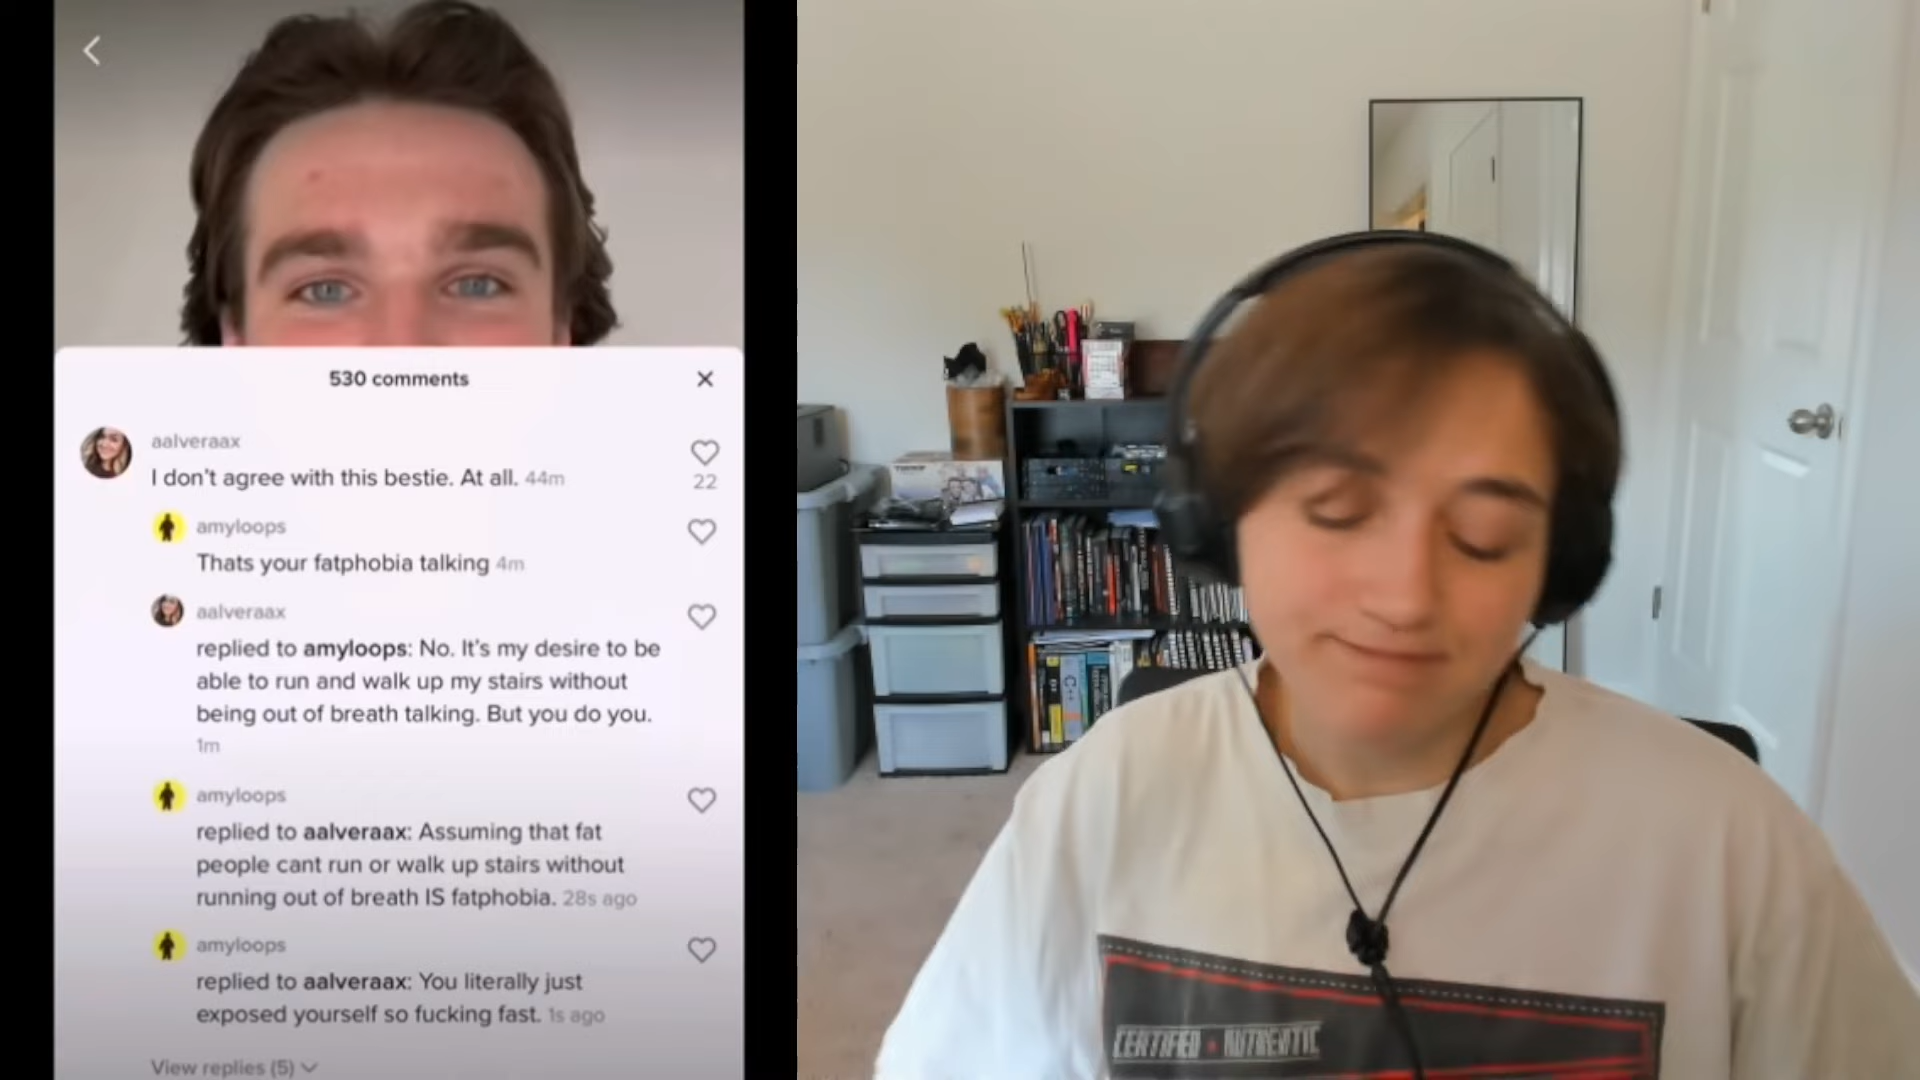 530 comments
aalveraax
I don't agree with this bestie. At all. 44m
22
amyloops
Thats your fatphobia talking 4m
aalveraax
replied to amyloops: No. It's my desire to be
able to run and walk up my stairs without
being out of breath talking. But you do you.
1m
amyloops
replied to aalveraax: Assuming that fat
people cant run or walk up stairs without
running out of breath IS fatphobia. 28s ago
amyloops
replied to aalveraax: You literally just
exposed yourself so fucking fast. 1s ago
View replies (5)
C++
CERTIFIED AUTHENTIC